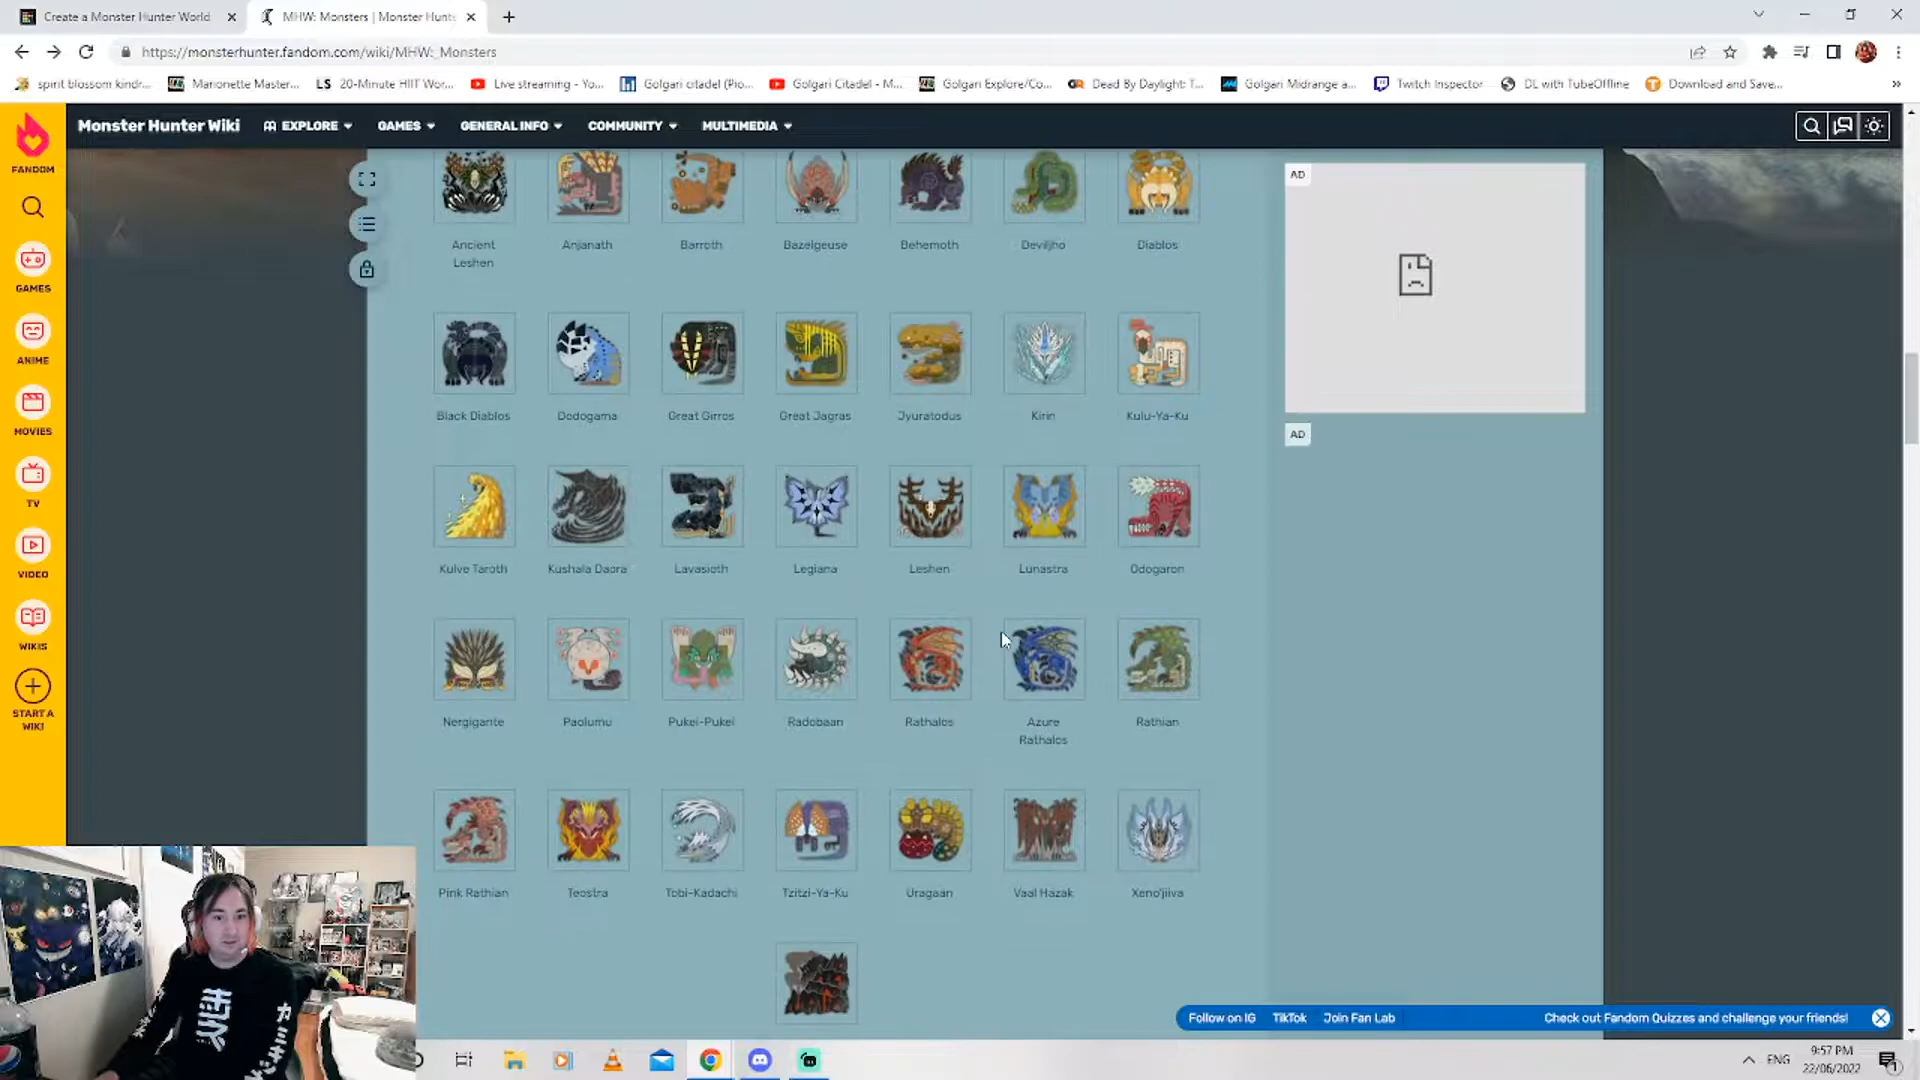 Create a Monster Hunter World
MHW: Monsters | Monster Hunte
https://monsterhunter.fandom.com/wiki/MHW:_Monsters
spirit blossom kindr...
Marionette Master...
LS 20-Minute HIIT Wor...
Live streaming - Yo...
Golgari citadel (Pio...
Golgari Citadel - M...
Golgari Explore/Co...
Dead By Daylight: T...
Golgari Midrange a...
Twitch Inspector
DL with TubeOffline
Download and Save...
»
FANDOM
Monster Hunter Wiki
EXPLORE
GAMES
GENERAL INFO
COMMUNITY
MULTIMEDIA
GAMES
ANIME
MOVIES
TV
VIDEO
WIKIS
START A
WIKI
AD
Ancient
Leshen
Anjanath
Barroth
Bazelgeuse
Behemoth
Deviljho
Diablos
Black Diablos
Dodogama
Great Girros
Great Jagras
Jyuratodus
Kirin
Kulu-Ya-Ku
AD
Kulve Taroth
Kushala Daora
Lavasioth
Legiana
Leshen
Lunastra
Odogaron
Nergigante
Paolumu
Pukei-Pukei
Radobaan
Rathalos
Azure
Rathalos
Rathian
Pink Rathian
Teostra
Tobi-Kadachi
Tzitzi-Ya-Ku
Uragaan
Vaal Hazak
Xeno'jiiva
Follow on IG
TikTok
Join Fan Lab
Check out Fandom Quizzes and challenge your friends!
ENG
9:57 PM
22/06/2022